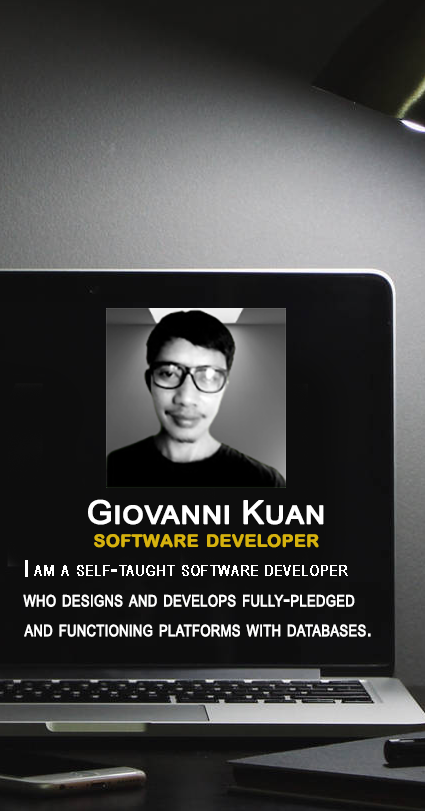 Giovanni Kuan
SOFTWARE DEVELOPER
I AM A SELF-TAUGHT SOFTWARE DEVELOPER
WHO DESIGNS AND DEVELOPS FULLY-PLEDGED
AND FUNCTIONING PLATFORMS WITH DATABASES.